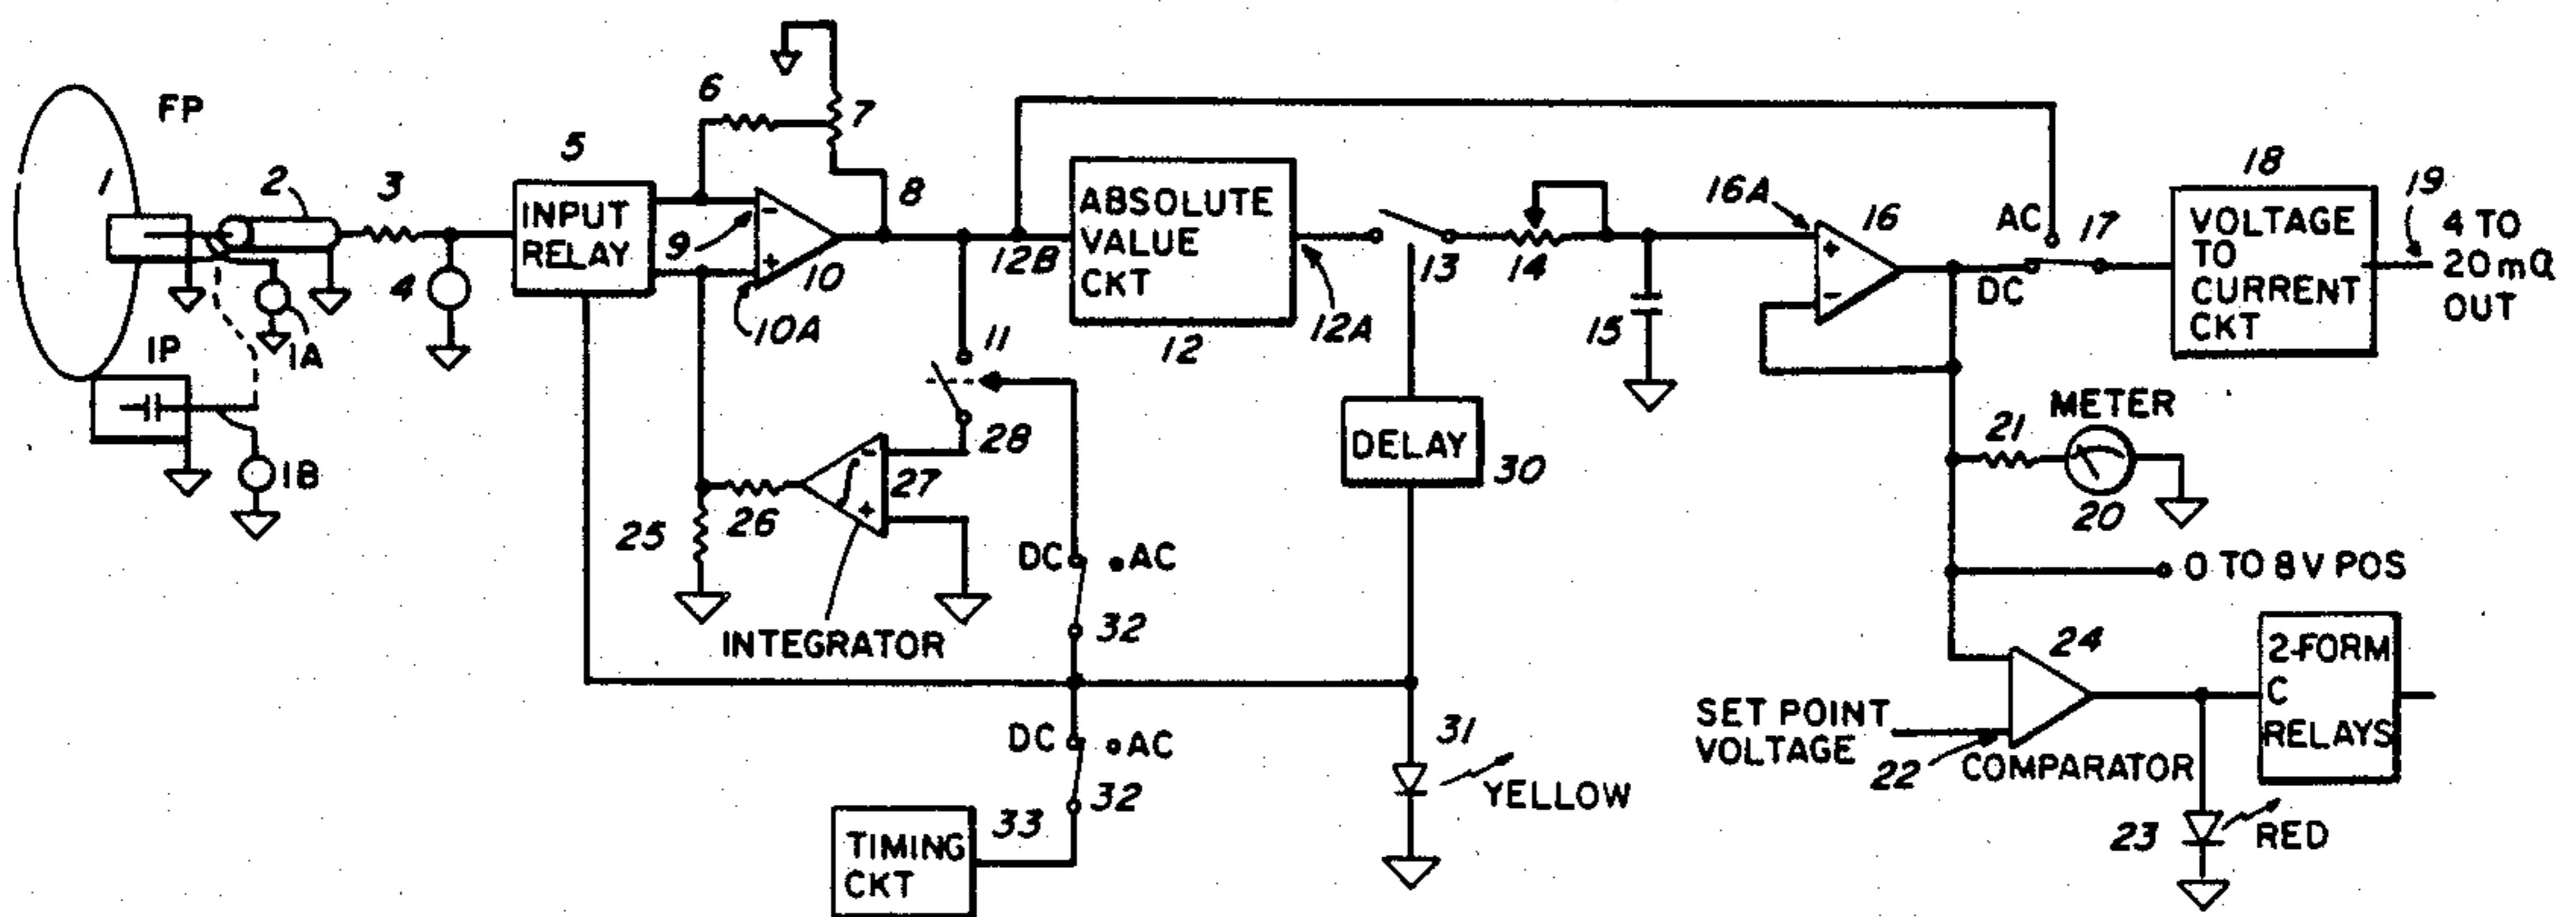 FP
1
2
3
4
1A
1P
1B
5
INPUT
RELAY
6
7
8
9
10
10A
11
12B
ABSOLUTE
VALUE
CKT
12
12A
13
14
15
16A
16
AC
17
DC
18
VOLTAGE
TO
CURRENT
CKT
19
4 TO
20mA
OUT
28
27
26
25
INTEGRATOR
DC
AC
32
DELAY
30
21
METER
20
0 TO 8V POS
24
SET POINT
VOLTAGE
22
COMPARATOR
2-FORM
C
RELAYS
23
RED
31
YELLOW
DC
AC
32
33
TIMING
CKT